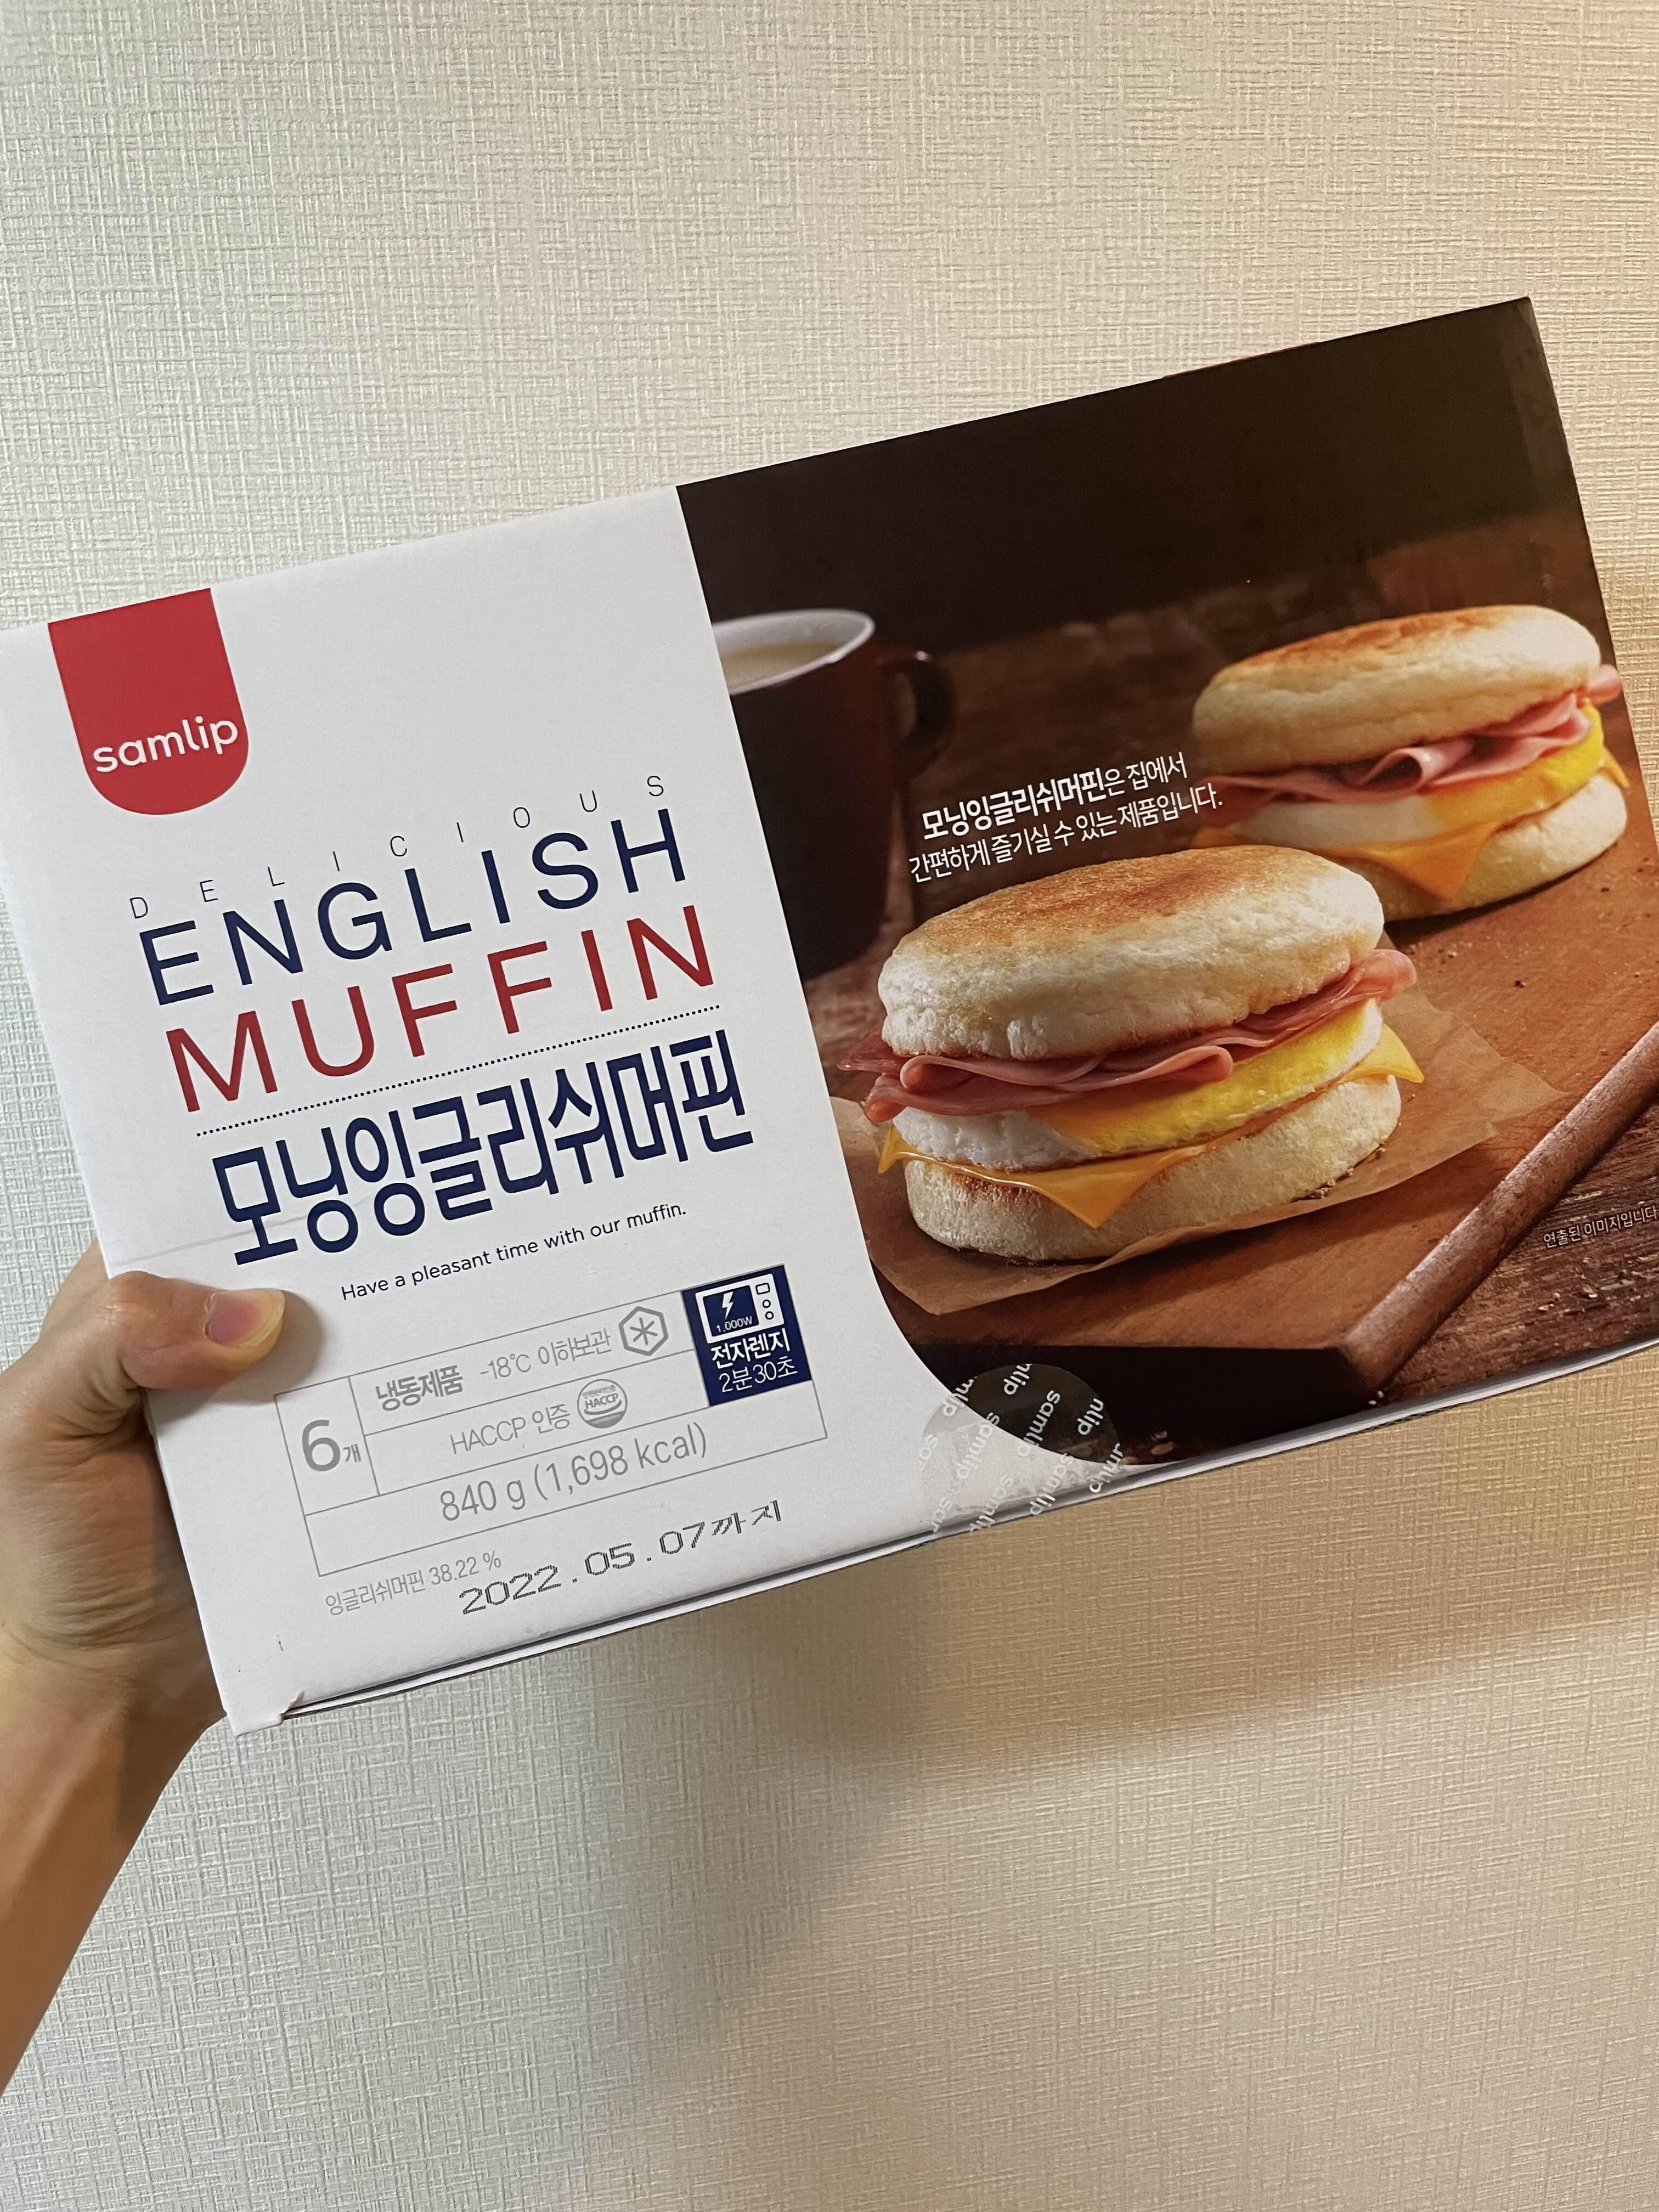 samlip
DELICIOUS
ENGLISH
MUFFIN
모닝잉글리쉬머핀
Have a pleasant time with our muffin.
6개
냉동제품 -18℃ 이하보관
HACCP 인증
HACCP
840 g (1,698 kcal)
1,000W
전자렌지
2분30초
잉글리쉬머핀 38.22 %
2022.05.07까지
모닝잉글리쉬머핀은 집에서
간편하게 즐기실 수 있는 제품입니다.
연출된 이미지입니다
samlip
samlip
samlip